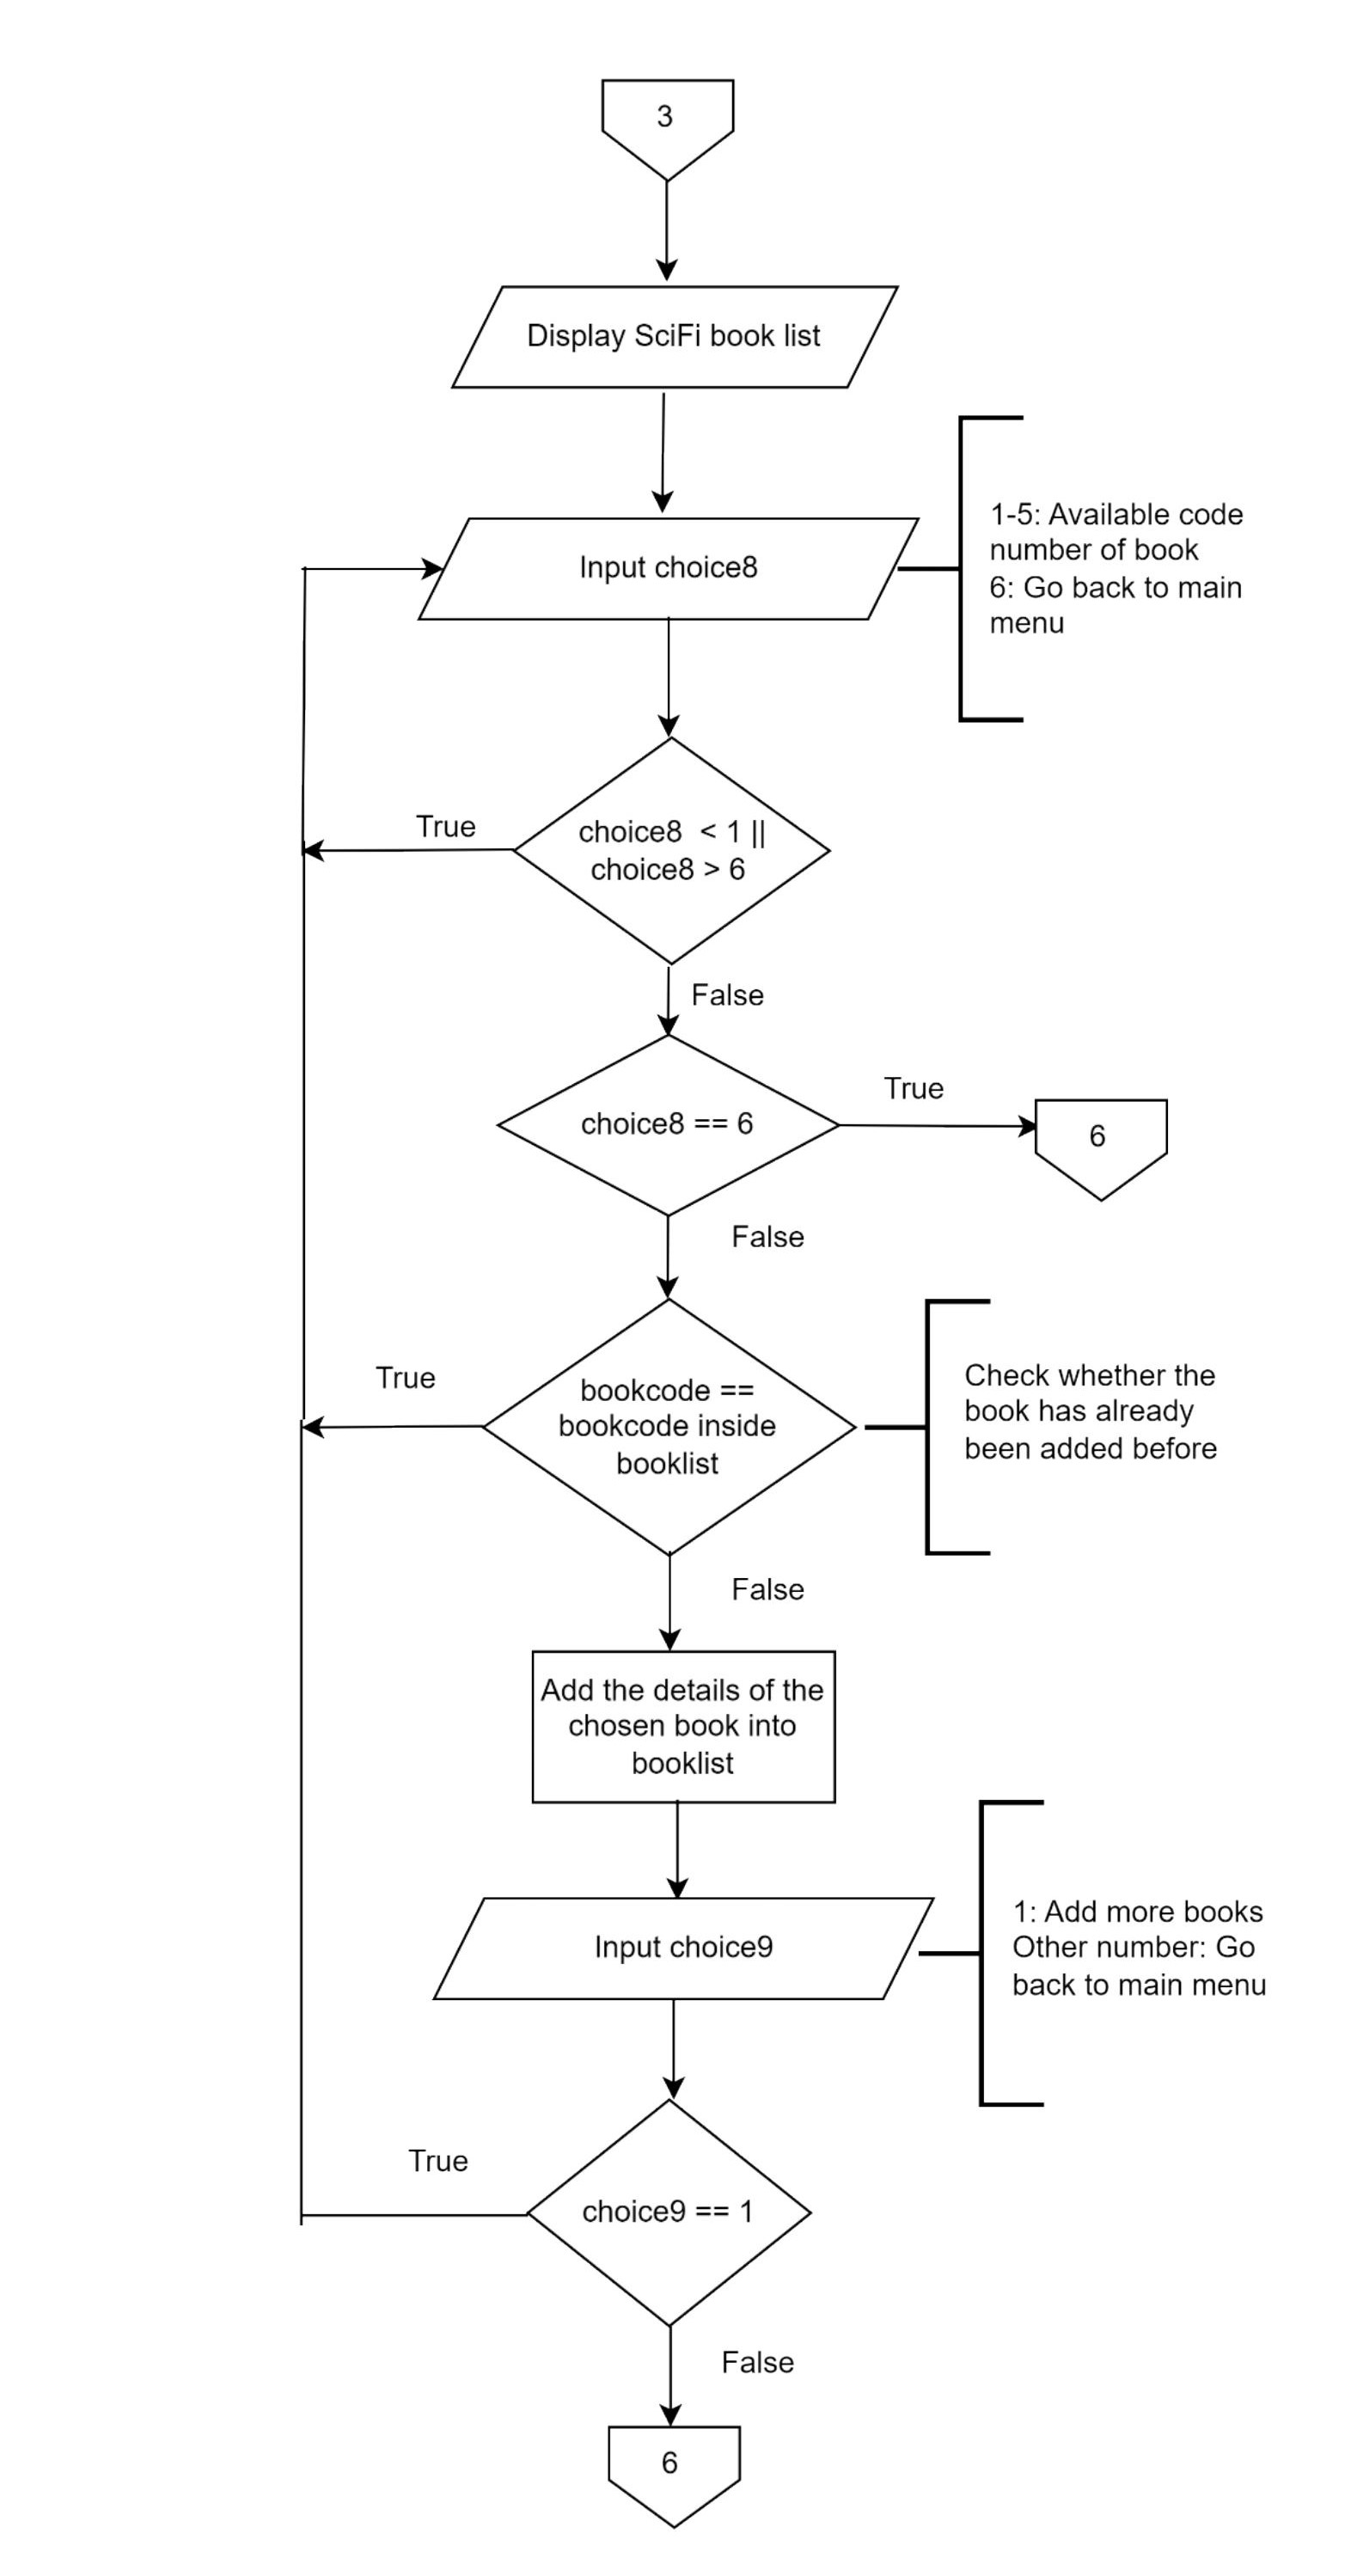 3
Display SciFi book list
Input choice8
1-5: Available code
number of book
6: Go back to main
menu
choice8 < 1 ||
choice8 > 6
True
False
choice8 == 6
True
6
False
bookcode ==
bookcode inside
booklist
True
Check whether the
book has already
been added before
False
Add the details of the
chosen book into
booklist
Input choice9
1: Add more books
Other number: Go
back to main menu
choice9 == 1
True
False
6